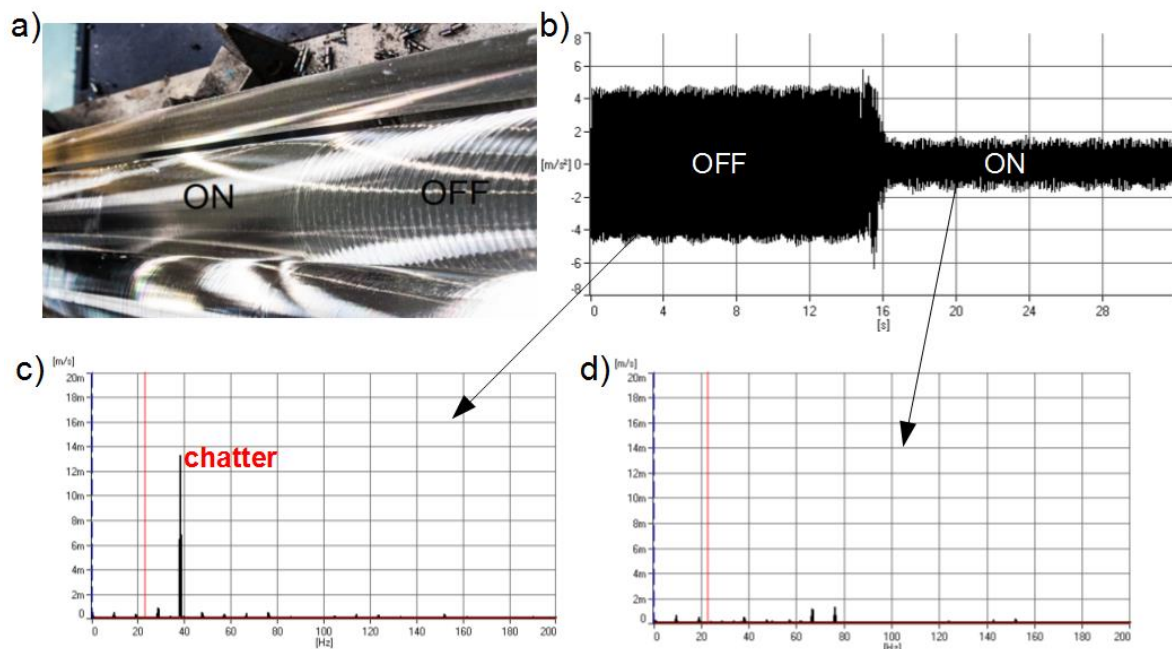 a)
ON
OFF
b)
8
6
4
2
[m/s²]
0
-2
-4
-6
-8
OFF
ON
0 4 8 12 16 20 24 28
[s]
c)
[m/s]
20m
18m
16m
14m
12m
10m
8m
6m
4m
2m
0
chatter
0 20 40 60 80 100 120 140 160 180 200
[Hz]
d)
[m/s]
20m
18m
16m
14m
12m
10m
8m
6m
4m
2m
0
0 20 40 60 80 100 120 140 160 180 200
[Hz]